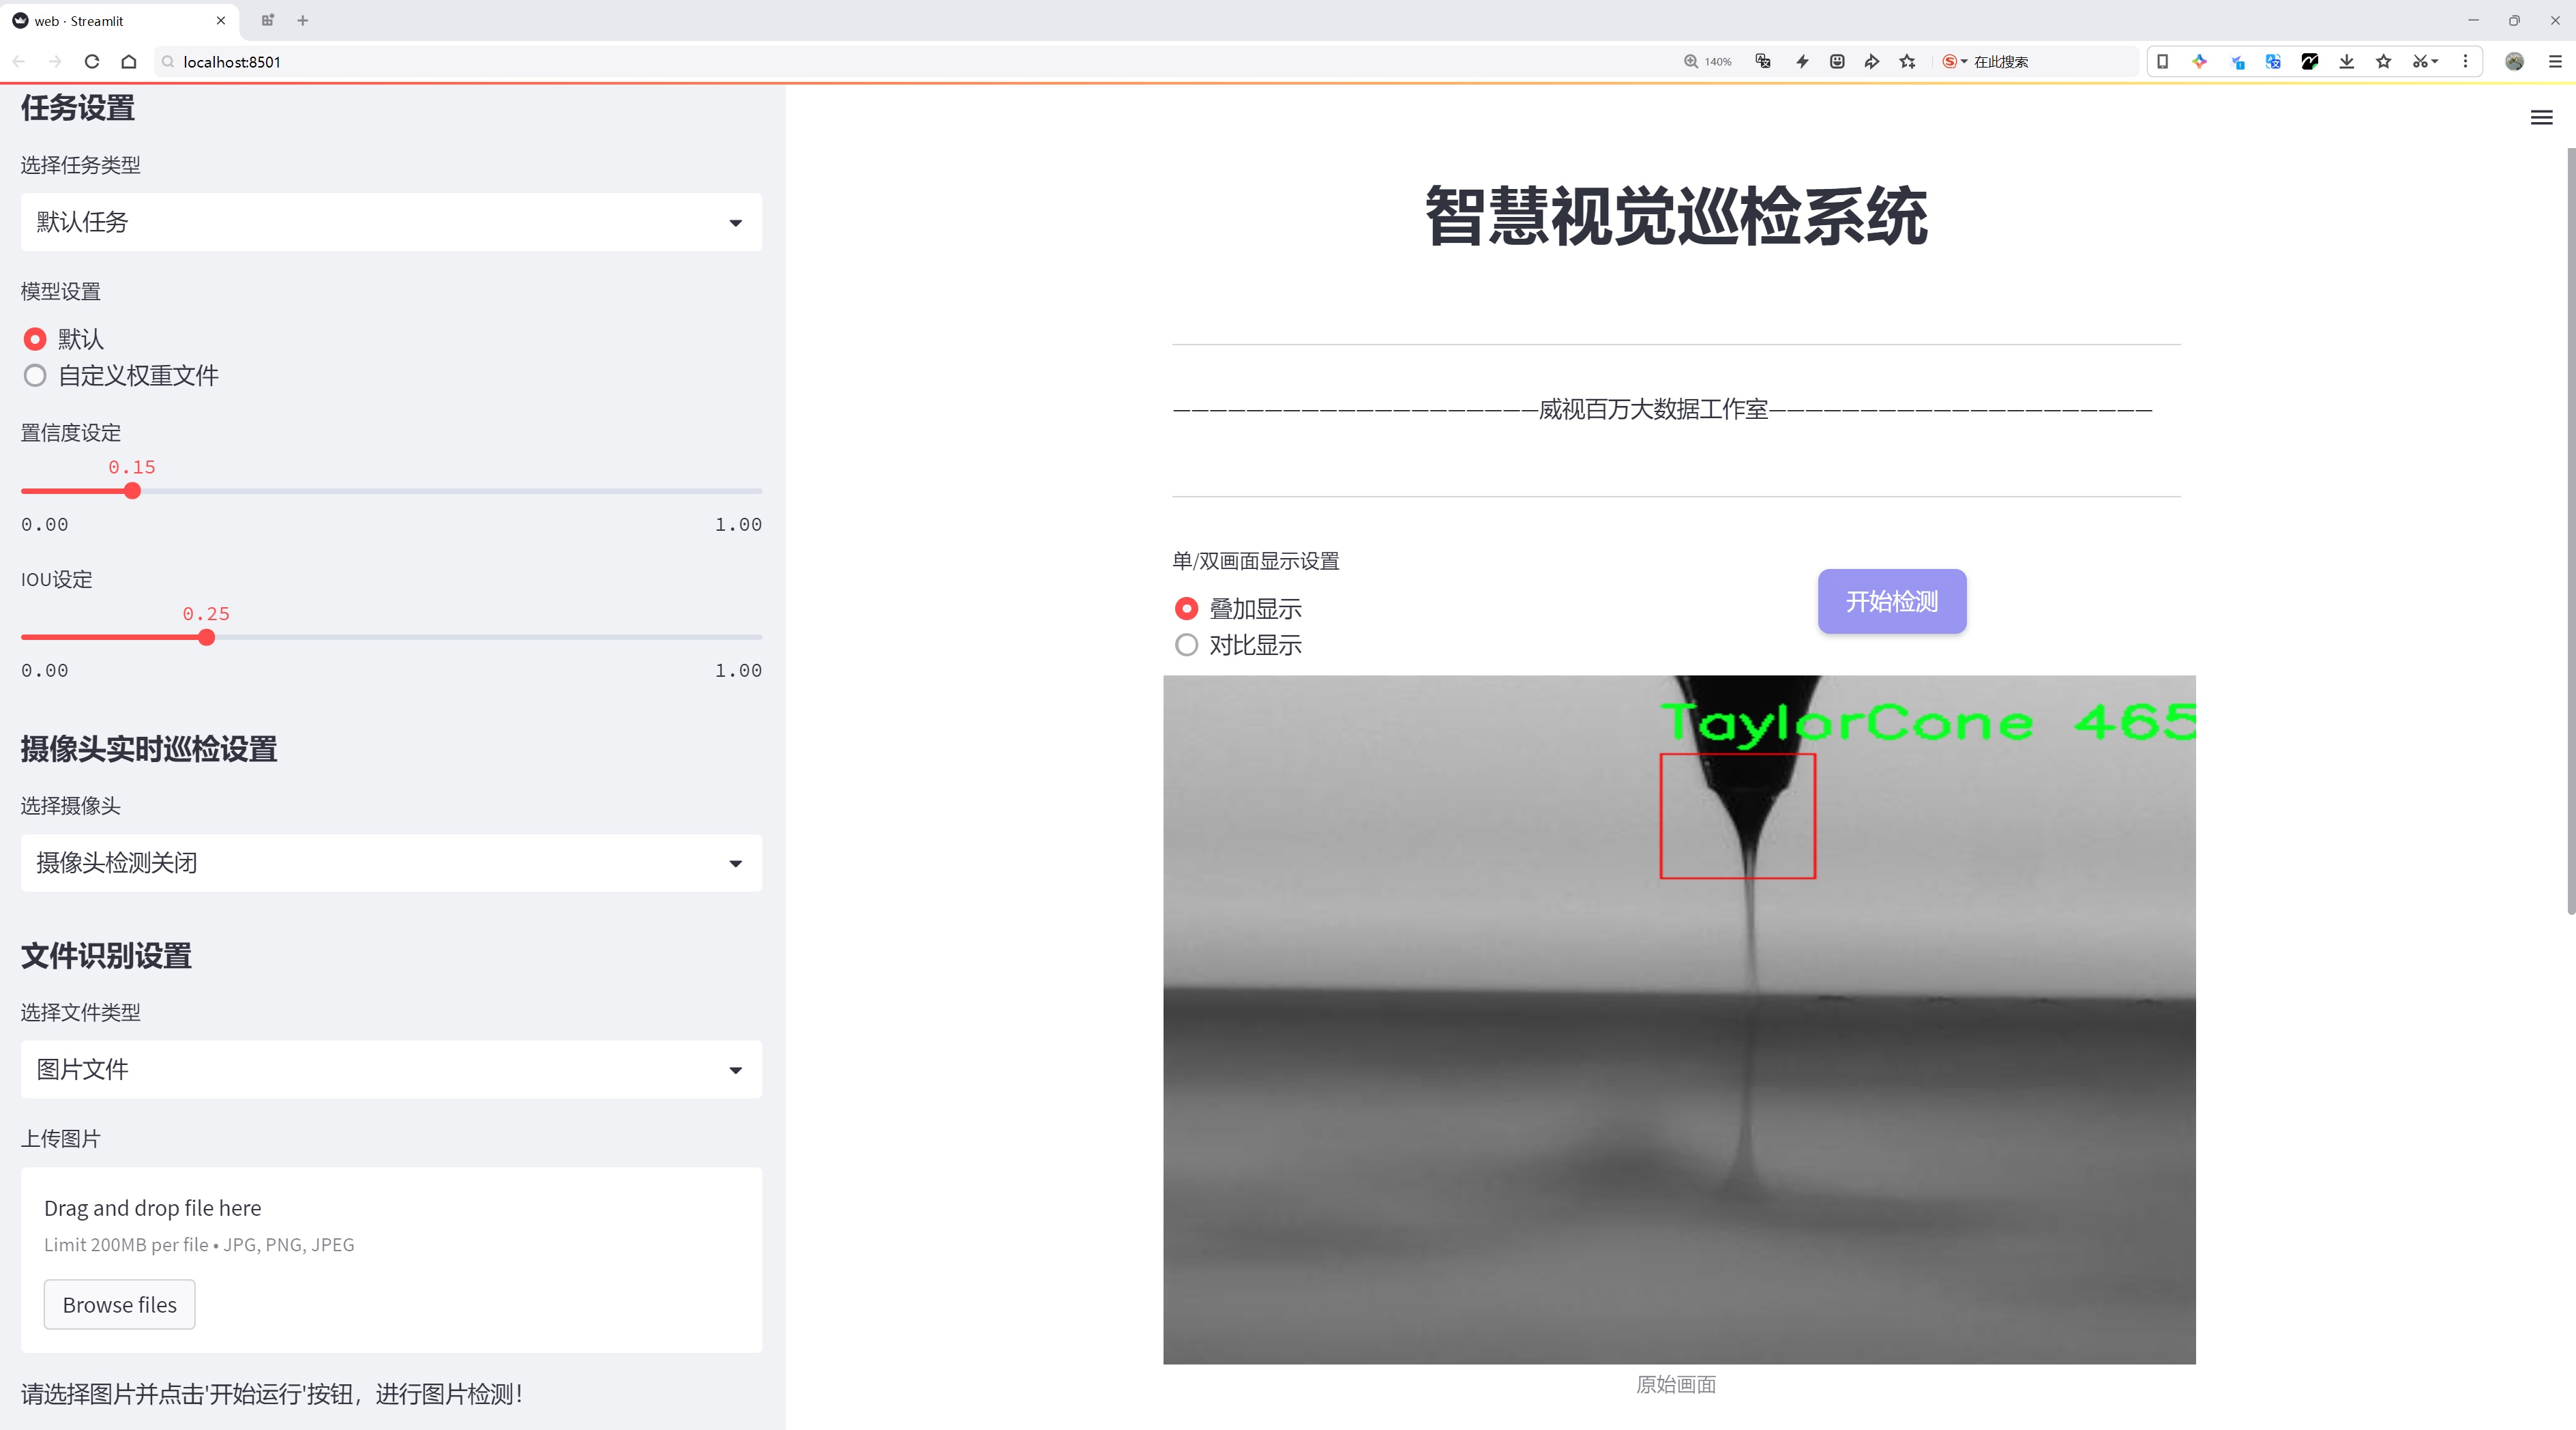 web · Streamlit
localhost:8501
140%
在此搜索
任务设置
选择任务类型
默认任务
模型设置
默认
自定义权重文件
置信度设定
0.15
0.00 1.00
IOU设定
0.25
0.00 1.00
摄像头实时巡检设置
选择摄像头
摄像头检测关闭
文件识别设置
选择文件类型
图片文件
上传图片
Drag and drop file here
Limit 200MB per file • JPG, PNG, JPEG
Browse files
请选择图片并点击'开始运行'按钮，进行图片检测！
智慧视觉巡检系统
————————————————————威视百万大数据工作室—————————————————————
单/双画面显示设置
叠加显示
对比显示
开始检测
TaylorCone 465
原始画面